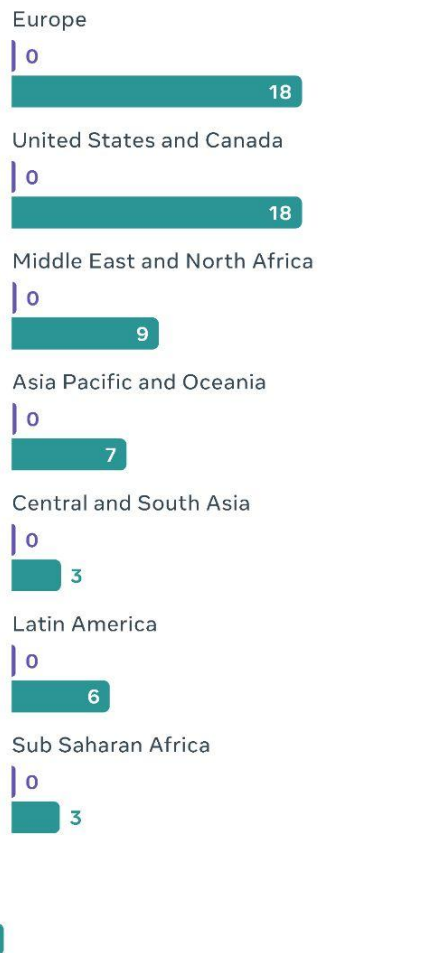 Europe
0
18
United States and Canada
0
18
Middle East and North Africa
0
9
Asia Pacific and Oceania
0
7
Central and South Asia
0
3
Latin America
0
6
Sub Saharan Africa
0
3